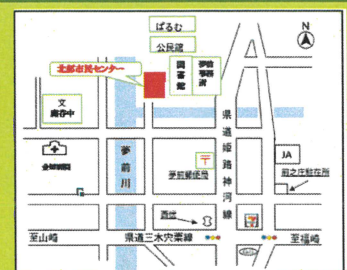 ぱるむ
公民館
N
北部市民センター
図書館
夢前事務所
文
県道姫路神河線
夢前川
夢前郵便局
JA
前之庄駐在所
酒店
至山崎
県道三木宍粟線
至福崎